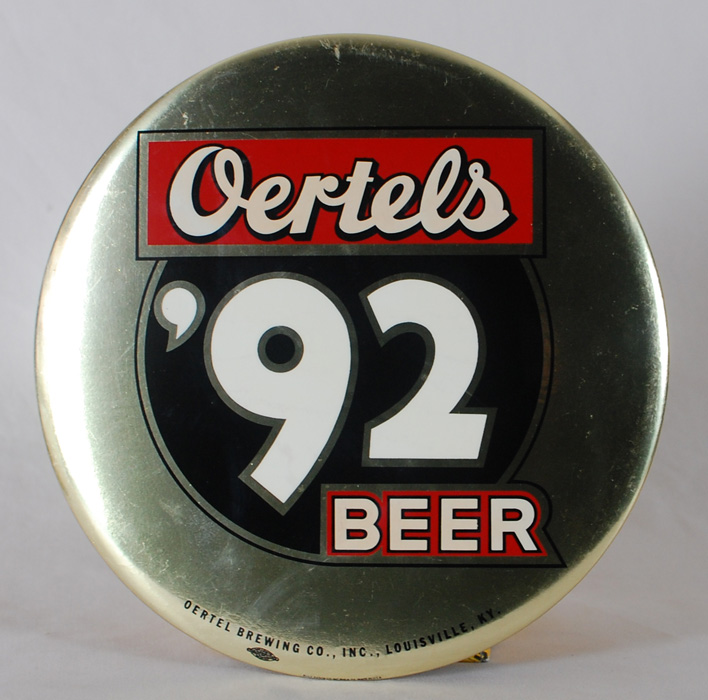 Oertels
'92
BEER
OERTEL BREWING CO., INC., LOUISVILLE, KY.